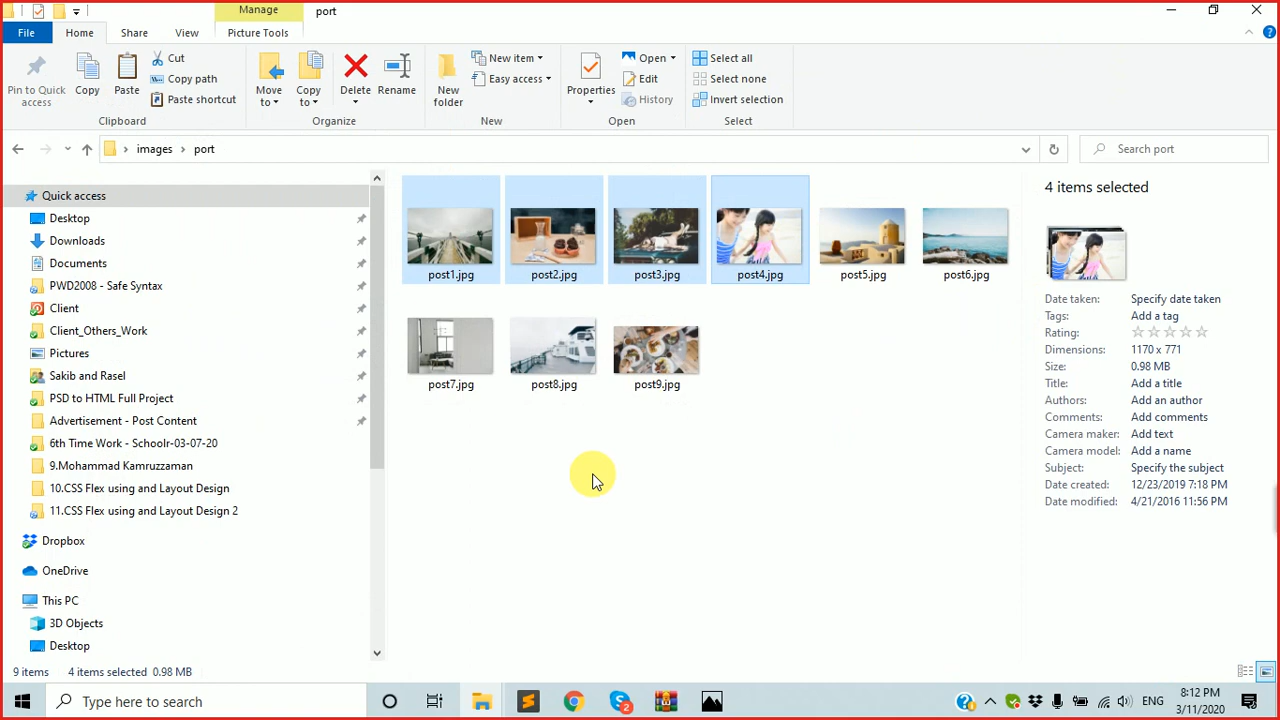 Manage
port
File
Home
Share
View
Picture Tools
Pin to Quick
access
Copy
Paste
Cut
Copy path
Paste shortcut
Clipboard
Move
to
Copy
to
Delete
Rename
Organize
New
folder
New item
Easy access
New
Properties
Open
Edit
History
Open
Select all
Select none
Invert selection
Select
images
port
Search port
Quick access
Desktop
Downloads
Documents
PWD2008 - Safe Syntax
Client
Client_Others_Work
Pictures
Sakib and Rasel
PSD to HTML Full Project
Advertisement - Post Content
6th Time Work - Schoolr-03-07-20
9.Mohammad Kamruzzaman
10.CSS Flex using and Layout Design
11.CSS Flex using and Layout Design 2
Dropbox
OneDrive
This PC
3D Objects
Desktop
post1.jpg
post2.jpg
post3.jpg
post4.jpg
post5.jpg
post6.jpg
post7.jpg
post8.jpg
post9.jpg
4 items selected
Date taken: Specify date taken
Tags: Add a tag
Rating:
Dimensions: 1170 x 771
Size: 0.98 MB
Title: Add a title
Authors: Add an author
Comments: Add comments
Camera maker: Add text
Camera model: Add a name
Subject: Specify the subject
Date created: 12/23/2019 7:18 PM
Date modified: 4/21/2016 11:56 PM
9 items 4 items selected 0.98 MB
Type here to search
2
ENG
8:12 PM
3/11/2020